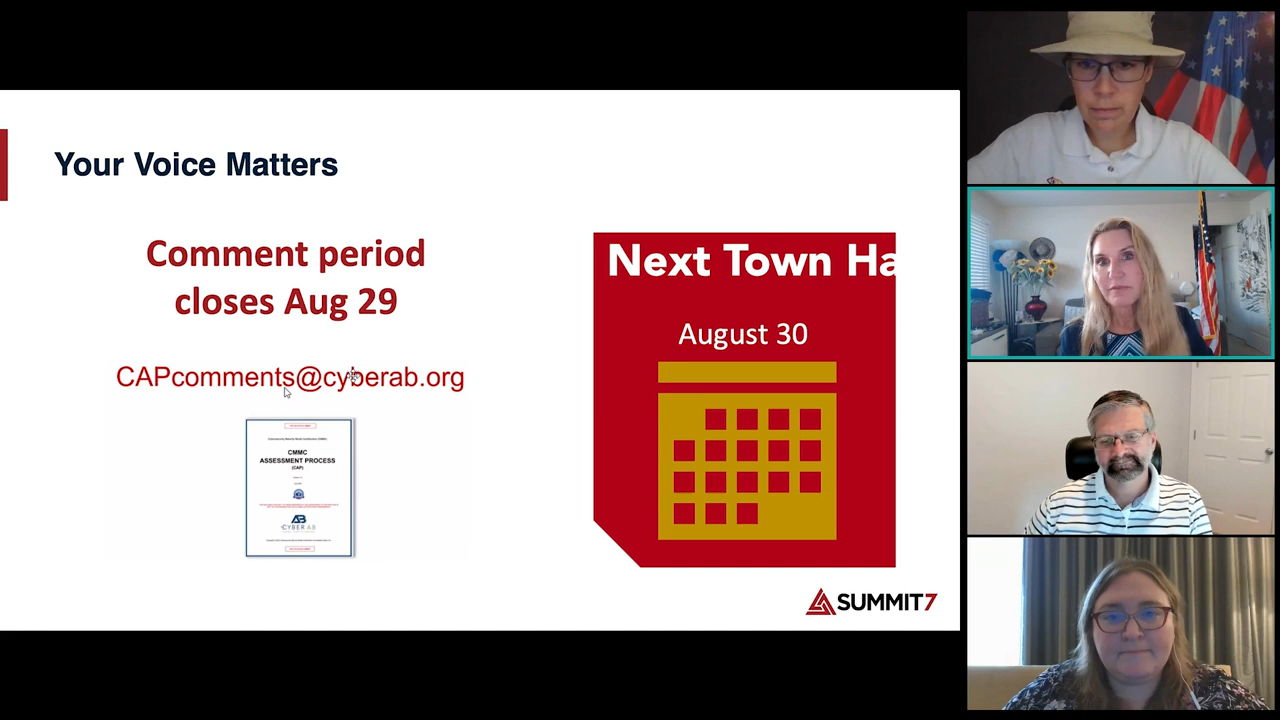 Your Voice Matters
Comment period
closes Aug 29
CAPcomments@cyberab.org
CMMC
ASSESSMENT PROCESS
(CAP)
CYBER AB
Next Town Ha
August 30
SUMMIT7